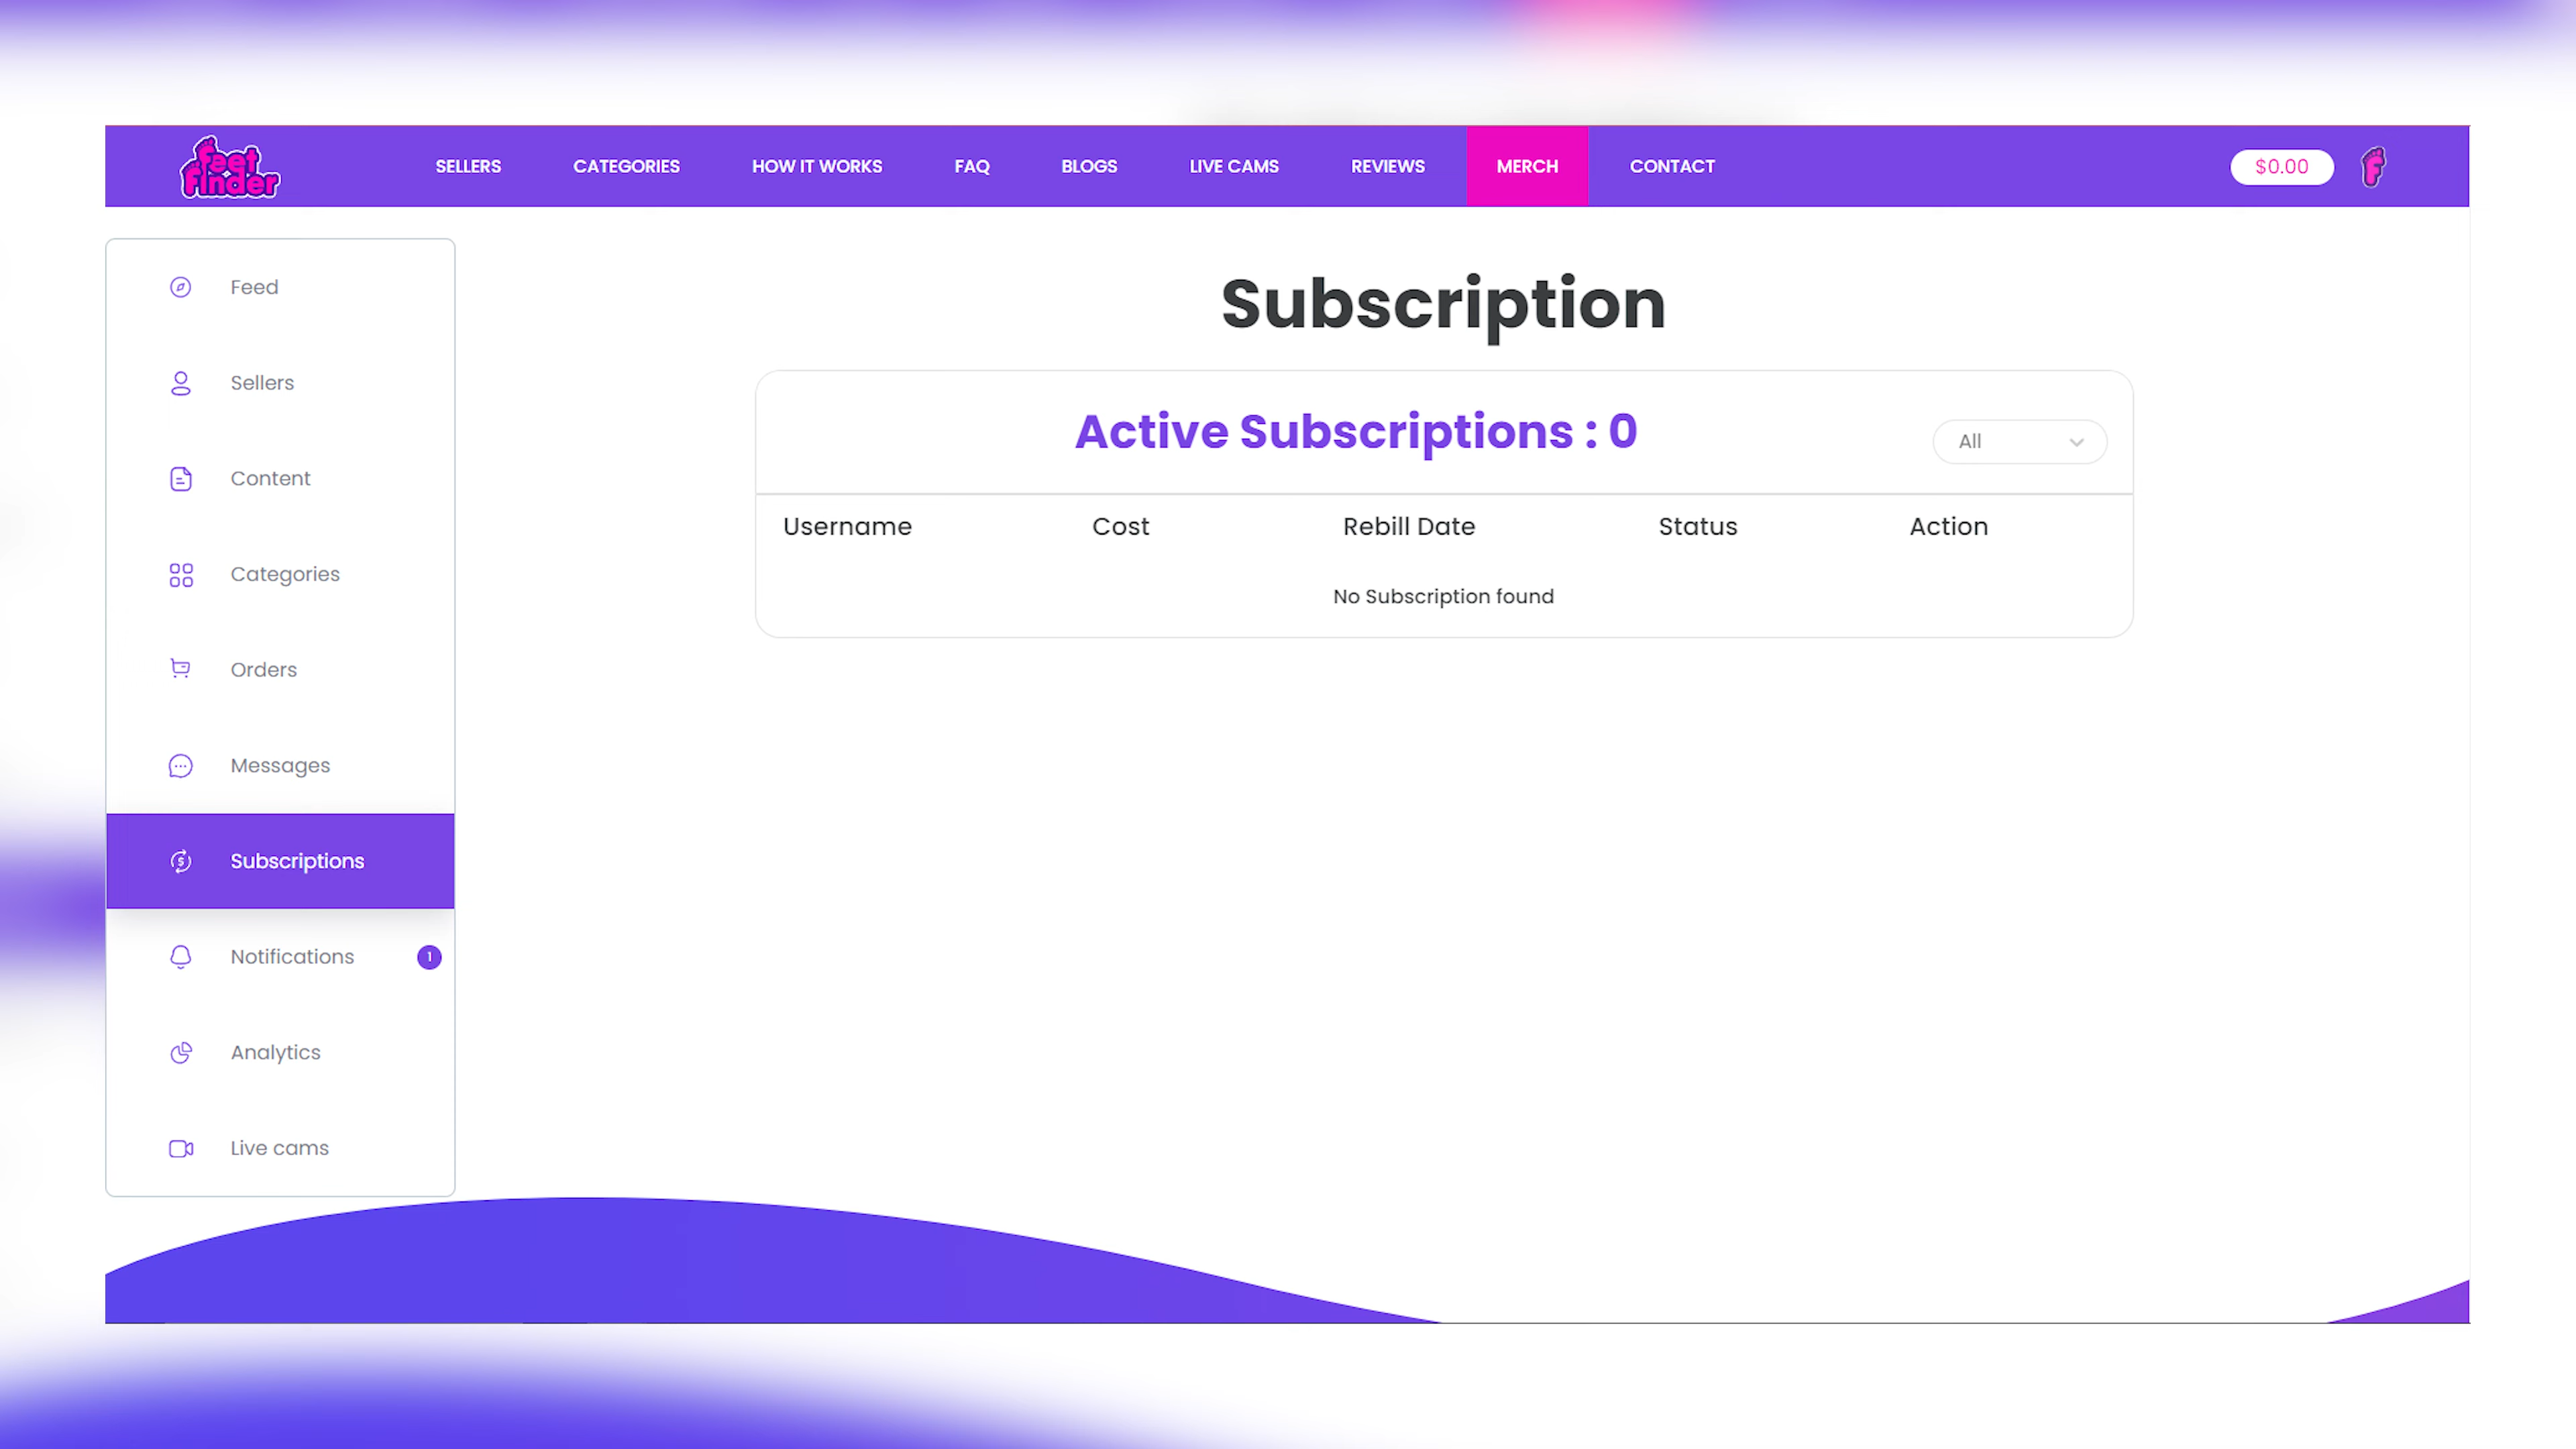 feet
finder
SELLERS CATEGORIES HOW IT WORKS FAQ BLOGS LIVE CAMS REVIEWS MERCH CONTACT $0.00
F
Feed
Sellers
Content
Categories
Orders
Messages
Subscriptions
Notifications 1
Analytics
Live cams
Subscription
Active Subscriptions : 0 All
Username Cost Rebill Date Status Action
No Subscription found